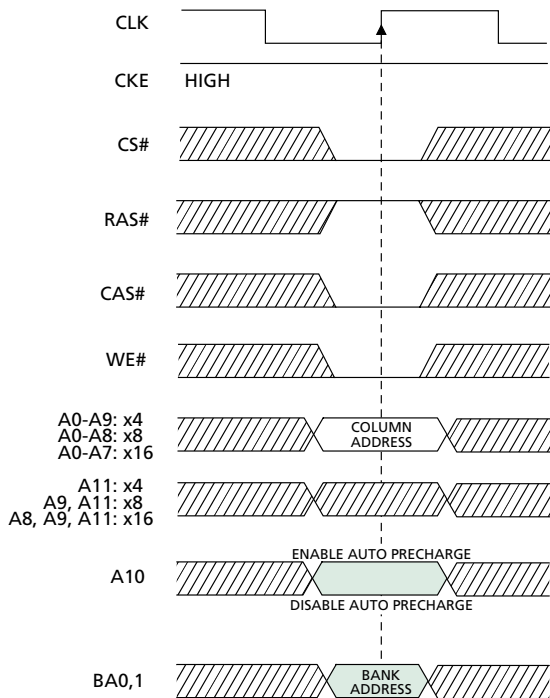 CLK
CKE HIGH
CS#
RAS#
CAS#
WE#
A0-A9: x4
A0-A8: x8
A0-A7: x16
COLUMN
ADDRESS
A11: x4
A9, A11: x8
A8, A9, A11: x16
ENABLE AUTO PRECHARGE
A10
DISABLE AUTO PRECHARGE
BA0,1
BANK
ADDRESS